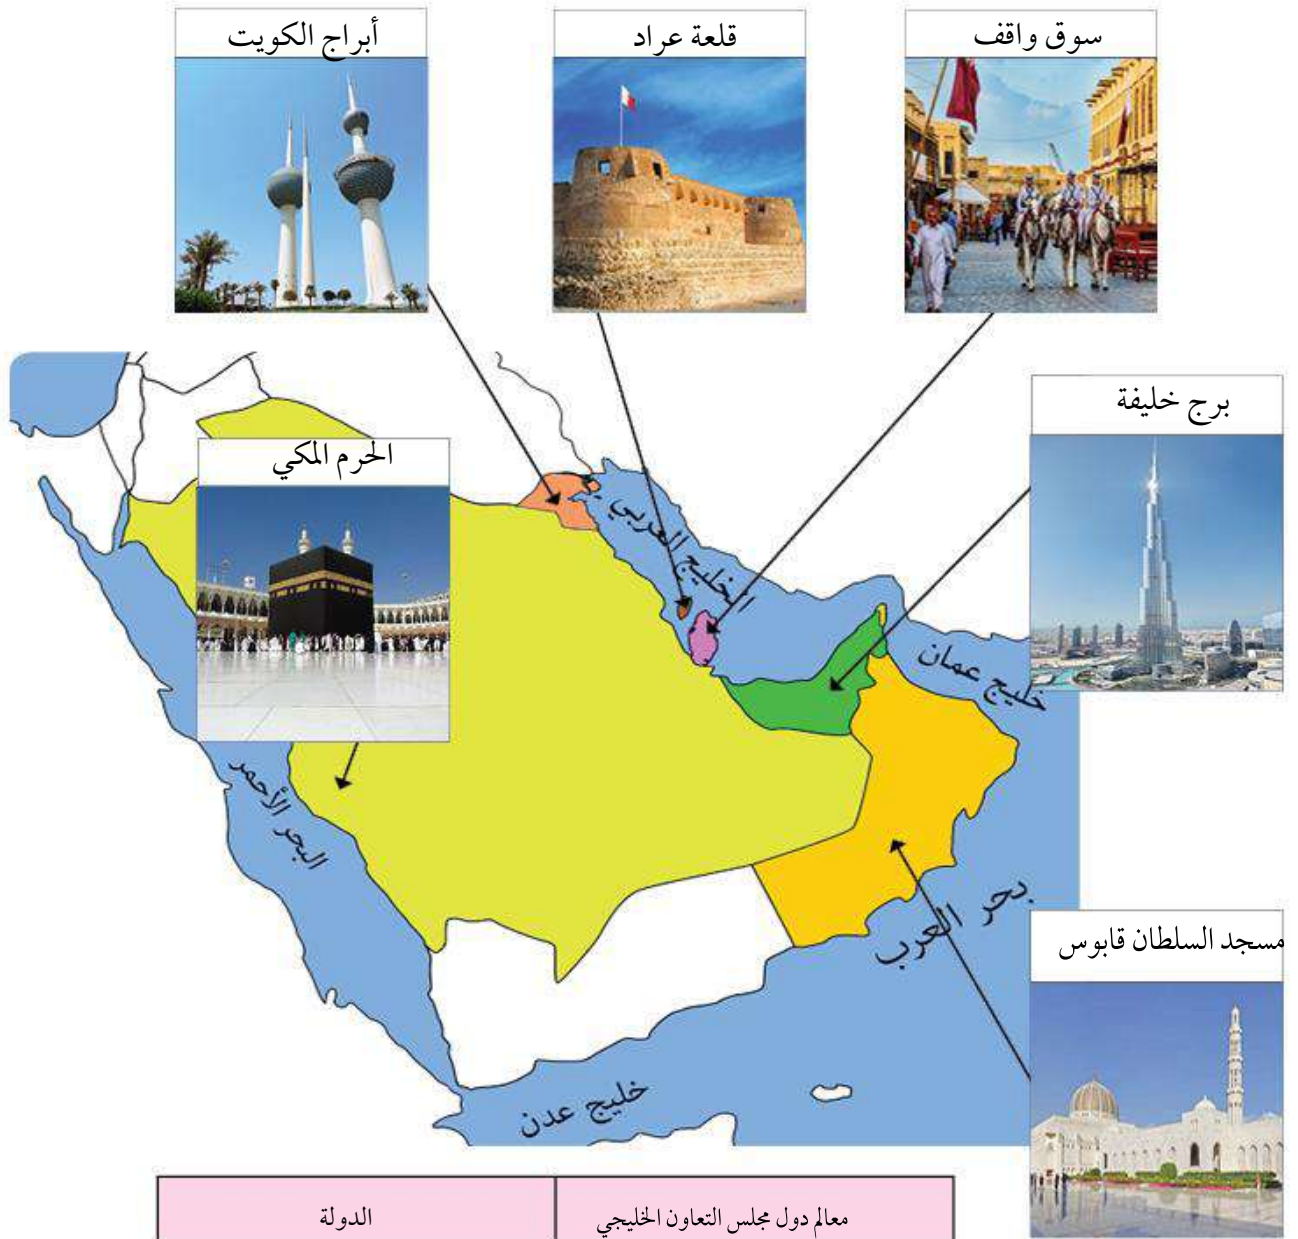 سوق واقف
قلعة عراد
أبراج الكويت
برج خليفة
الحرم المكي
الخليج العربي
خليج عمان
البحر الأحمر
بحر العرب
مسجد السلطان قابوس
خليج عدن
معالم دول مجلس التعاون الخليجي
الدولة